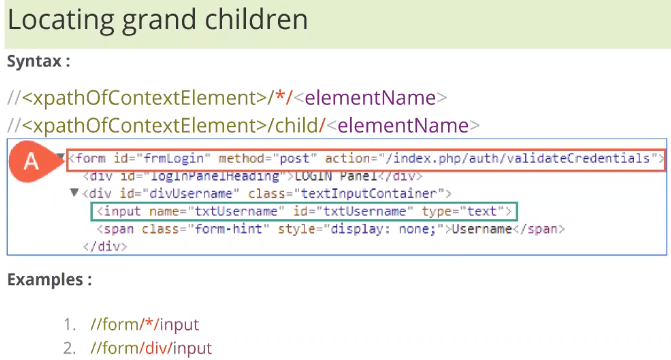 Locating grand children
Syntax :
//<xpathOfContextElement>/*/<elementName>
//<xpathOfContextElement>/child/<elementName>
A
▼<form id="frmLogin" method="post" action="/index.php/auth/validateCredentials">
<div id="logInPanelHeading">LOGIN Panel</div>
▼<div id="divUsername" class="textInputContainer">
<input name="txtUsername" id="txtUsername" type="text">
<span class="form-hint" style="display: none;">Username</span>
</div>
Examples :
1. //form/*/input
2. //form/div/input